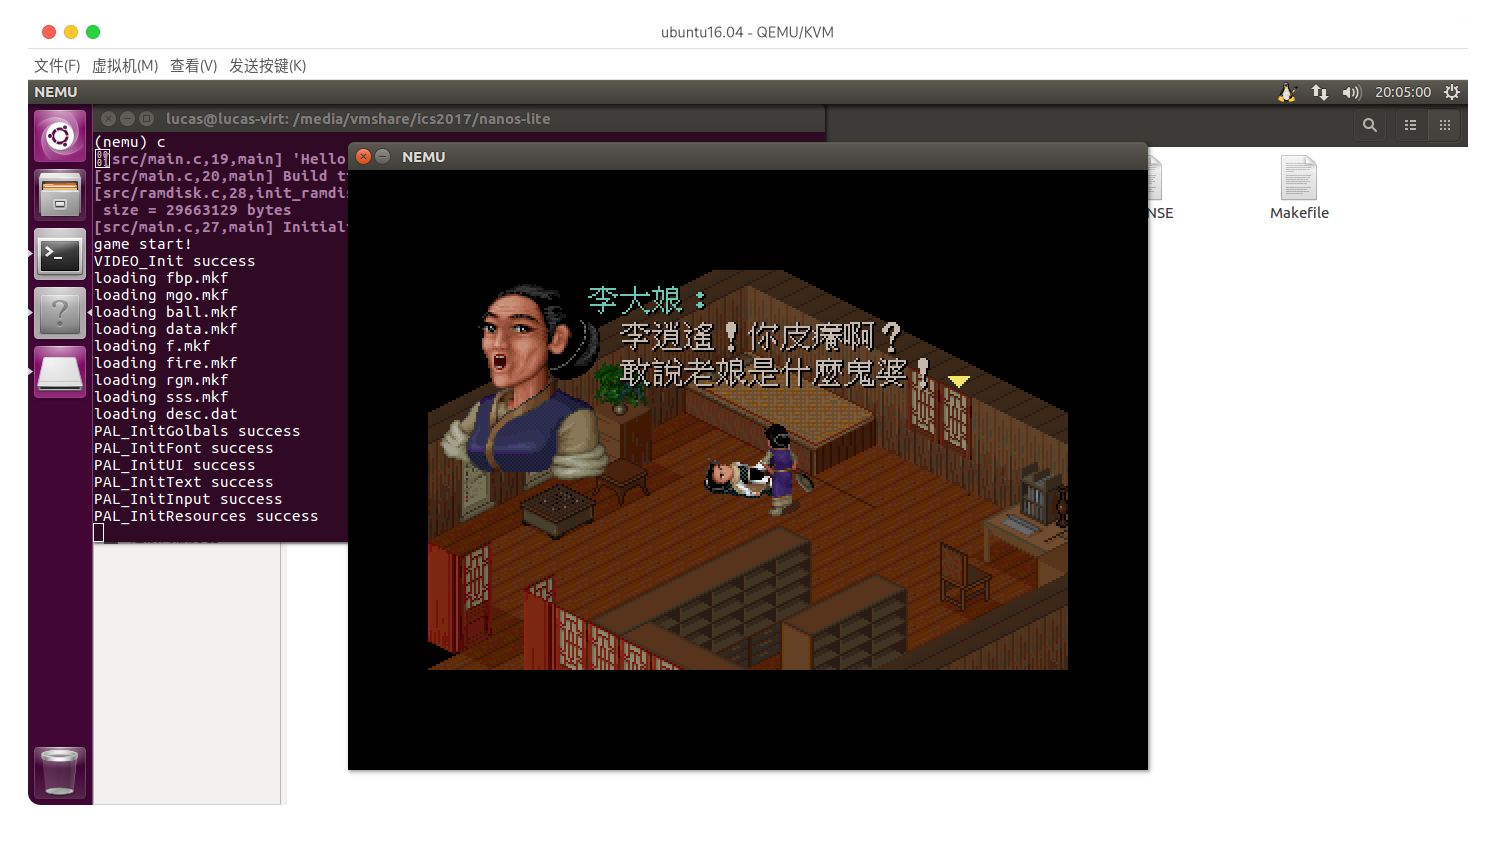 ubuntu16.04 - QEMU/KVM
文件(F) 虚拟机(M) 查看(V) 发送按键(K)
NEMU
20:05:00
lucas@lucas-virt: /media/vmshare/ics2017/nanos-lite
(nemu) c
src/main.c,19,main] 'Hello
[src/main.c,20,main] Build t
[src/ramdisk.c,28,init_ramdis
size = 29663129 bytes
[src/main.c,27,main] Initial
game start!
VIDEO_Init success
loading fbp.mkf
loading mgo.mkf
loading ball.mkf
loading data.mkf
loading f.mkf
loading fire.mkf
loading rgm.mkf
loading sss.mkf
loading desc.dat
PAL_InitGolbals success
PAL_InitFont success
PAL_InitUI success
PAL_InitText success
PAL_InitInput success
PAL_InitResources success
NEMU
李大娘：
李逍遙！你皮癢啊？
敢說老娘是什麼鬼婆！
NSE
Makefile